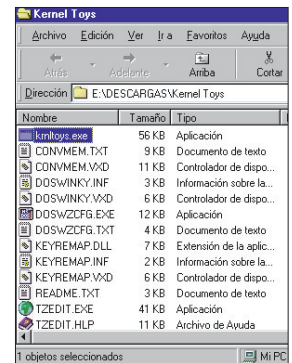 Kernel Toys
Archivo Edición Ver Ir a Favoritos Ayuda
Atrás Adelante Arriba Cortar
Dirección E:\DESCARGAS\Kernel Toys
Nombre Tamaño Tipo
krnltoys.exe 56 KB Aplicación
CONVMEM.TXT 9 KB Documento de texto
CONVMEM.VXD 11 KB Controlador de dispo...
DOSWINKY.INF 3 KB Información sobre la...
DOSWINKY.VXD 6 KB Controlador de dispo...
DOSWZCFG.EXE 12 KB Aplicación
DOSWZCFG.TXT 4 KB Documento de texto
KEYREMAP.DLL 7 KB Extensión de la aplic...
KEYREMAP.INF 2 KB Información sobre la...
KEYREMAP.VXD 6 KB Controlador de dispo...
README.TXT 3 KB Documento de texto
TZEDIT.EXE 41 KB Aplicación
TZEDIT.HLP 11 KB Archivo de Ayuda
1 objetos seleccionados Mi PC